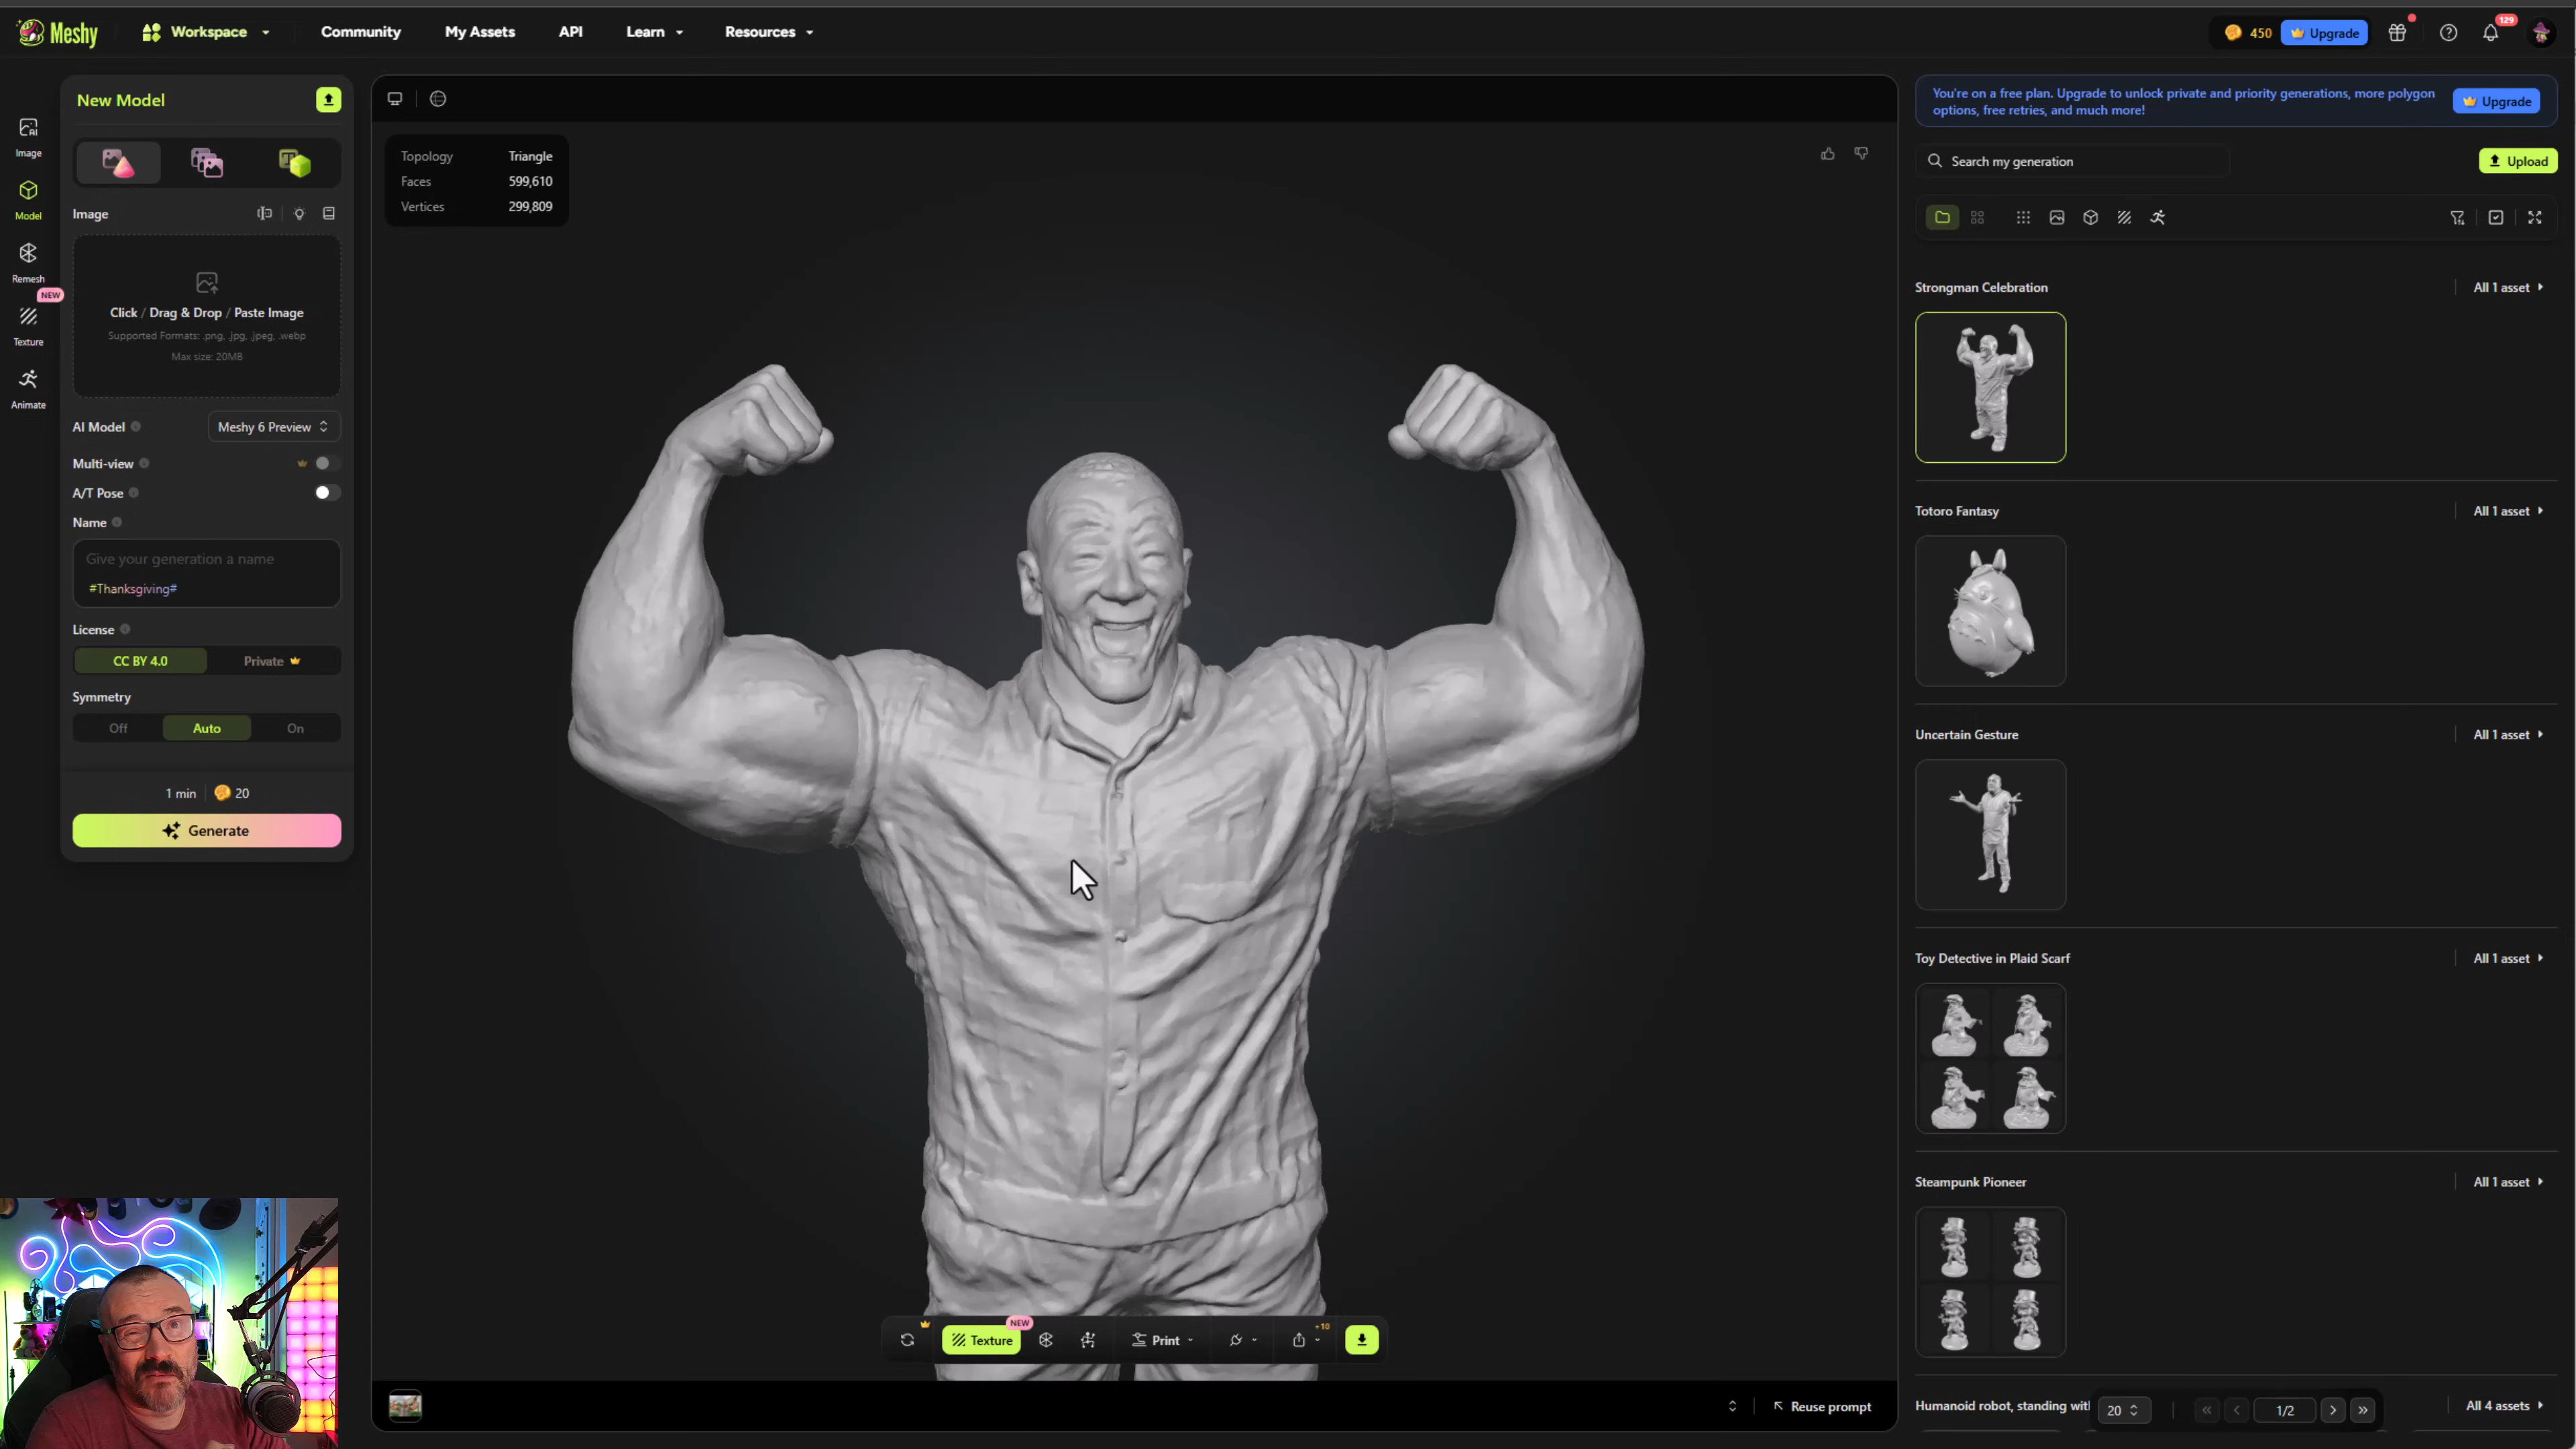 Meshy
Workspace
Community
My Assets
API
Learn
Resources
450
Upgrade
129
New Model
AI
Image
Model
Remesh
NEW
Texture
Animate
Image
Click / Drag & Drop / Paste Image
Supported Formats: .png, .jpg, .jpeg, .webp
Max size: 20MB
AI Model
Meshy 6 Preview
Multi-view
A/T Pose
Name
Give your generation a name
#Thanksgiving#
License
CC BY 4.0
Private
Symmetry
Off
Auto
On
1 min
20
Generate
Topology Triangle
Faces 599,610
Vertices 299,809
NEW
Texture
Print
+10
Reuse prompt
You're on a free plan. Upgrade to unlock private and priority generations, more polygon
options, free retries, and much more!
Upgrade
Search my generation
Upload
Strongman Celebration
All 1 asset
Totoro Fantasy
All 1 asset
Uncertain Gesture
All 1 asset
Toy Detective in Plaid Scarf
All 1 asset
Steampunk Pioneer
All 1 asset
Humanoid robot, standing wit
20
1/2
All 4 assets